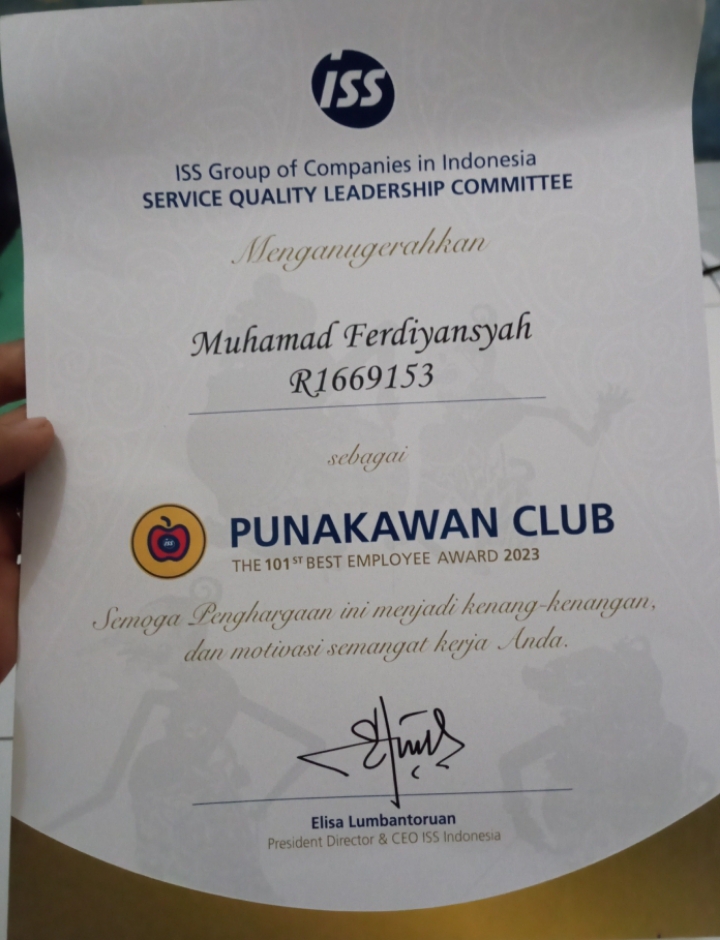 ISS
ISS Group of Companies in Indonesia
SERVICE QUALITY LEADERSHIP COMMITTEE
Menganugerahkan
Muhamad Ferdiyansyah
R1669153
sebagai
iss
PUNAKAWAN CLUB
THE 101ST BEST EMPLOYEE AWARD 2023
Semoga Penghargaan ini menjadi kenang-kenangan,
dan motivasi semangat kerja Anda.
Elisa Lumbantoruan
President Director & CEO ISS Indonesia